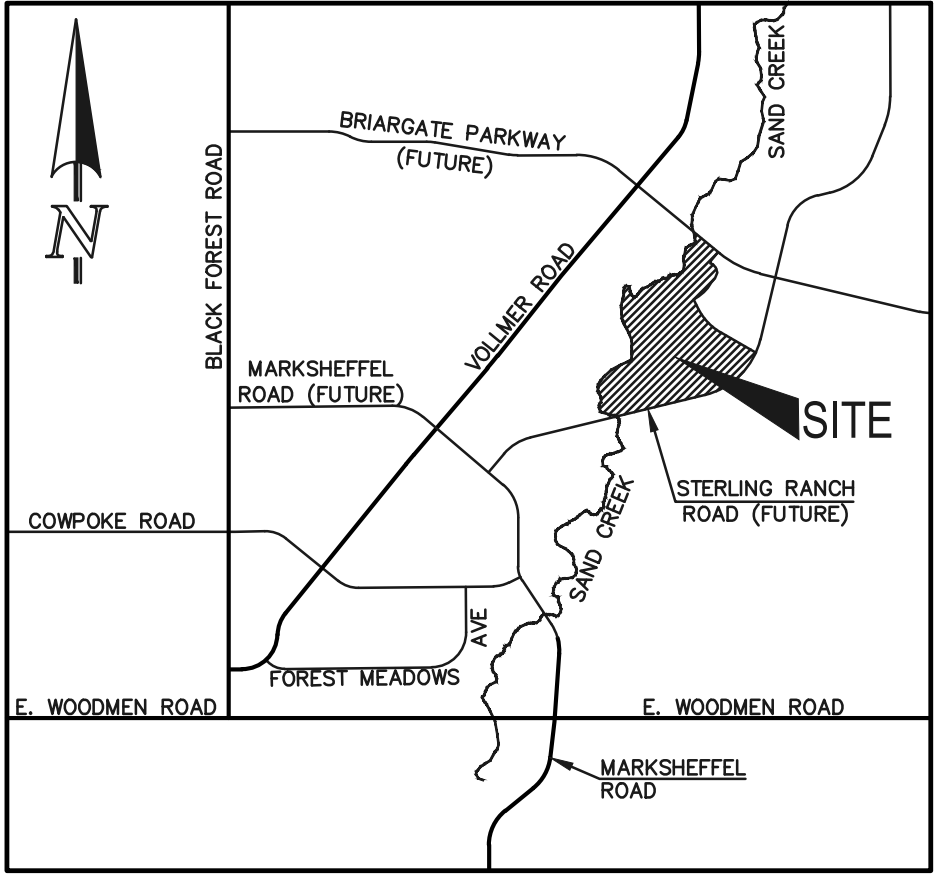 SAND CREEK
BRIARGATE PARKWAY
(FUTURE)
N
BLACK FOREST ROAD
VOLLMER ROAD
MARKSHEFFEL
ROAD (FUTURE)
SITE
STERLING RANCH
ROAD (FUTURE)
COWPOKE ROAD
SAND CREEK
AVE
FOREST MEADOWS
E. WOODMEN ROAD
E. WOODMEN ROAD
MARKSHEFFEL
ROAD